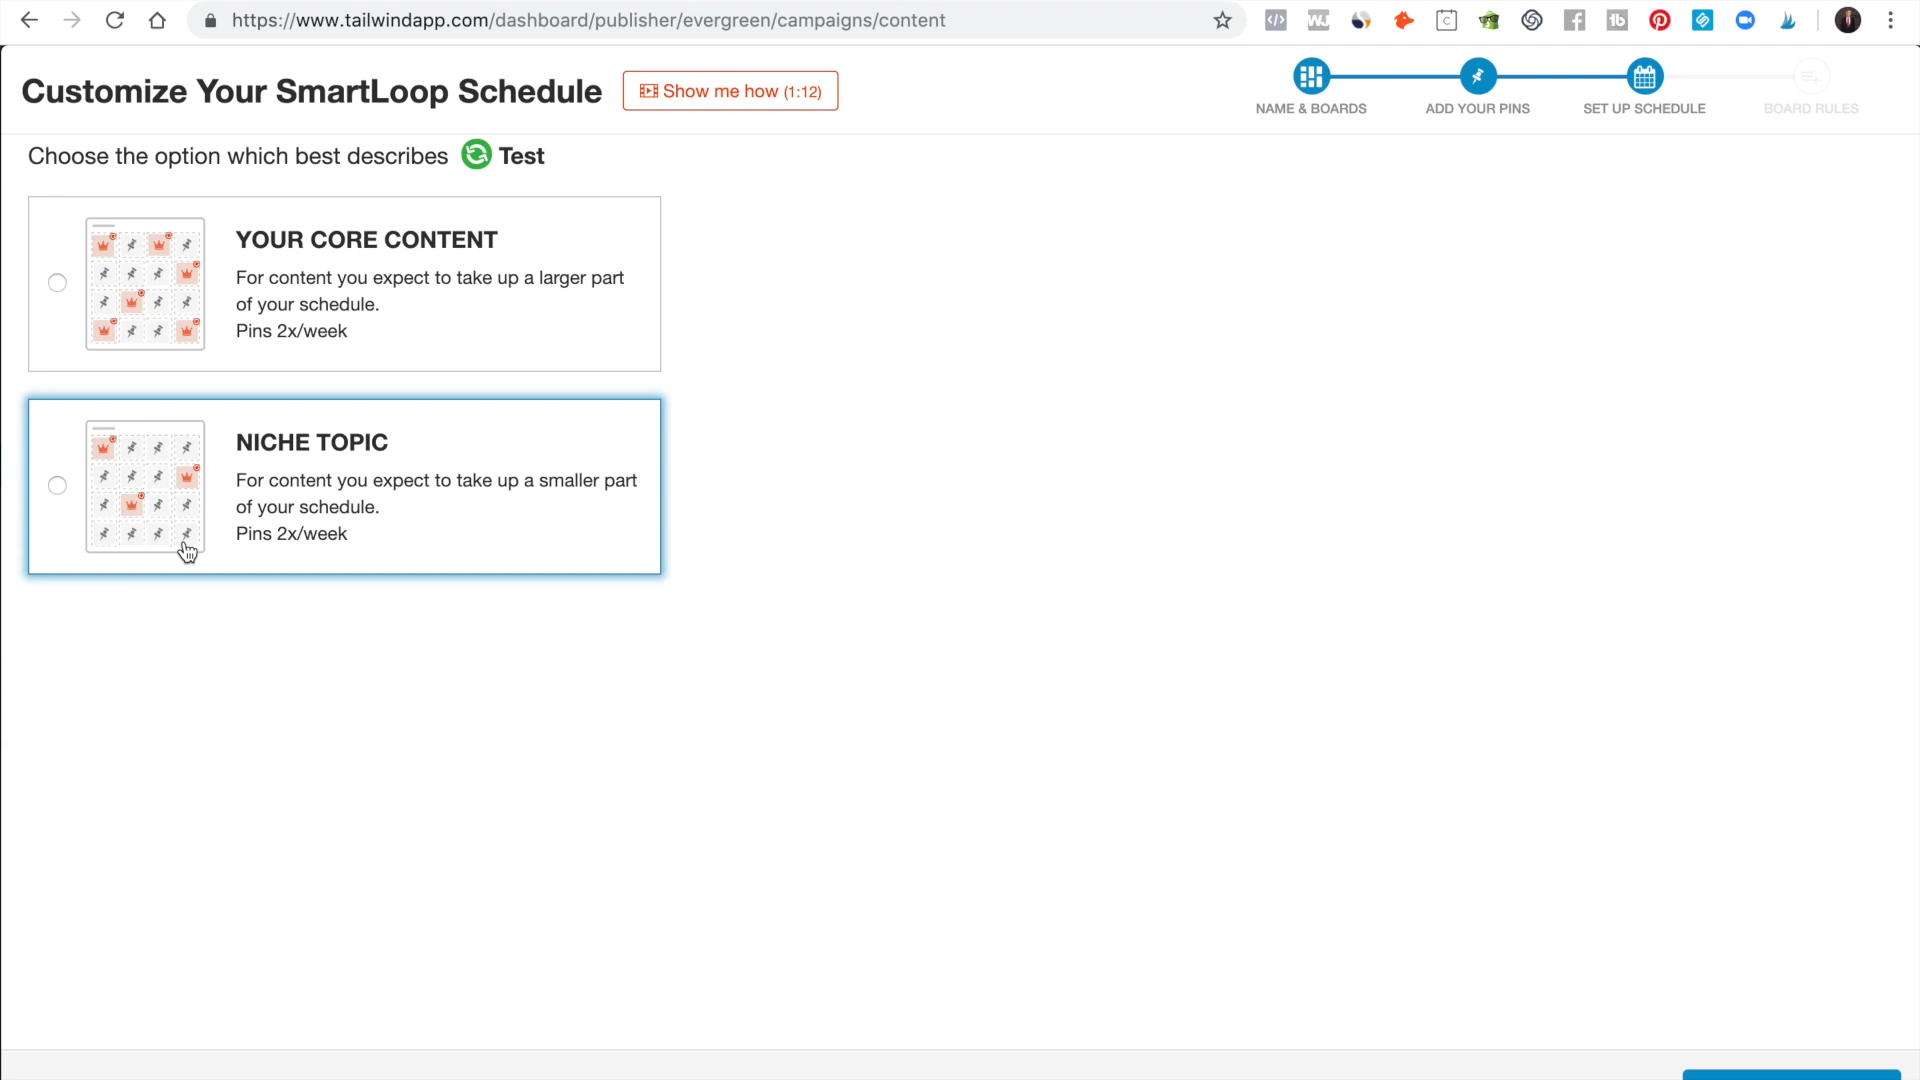 https://www.tailwindapp.com/dashboard/publisher/evergreen/campaigns/content
Customize Your SmartLoop Schedule
Show me how (1:12)
NAME & BOARDS
ADD YOUR PINS
SET UP SCHEDULE
BOARD RULES
Choose the option which best describes Test
YOUR CORE CONTENT
For content you expect to take up a larger part
of your schedule.
Pins 2x/week
NICHE TOPIC
For content you expect to take up a smaller part
of your schedule.
Pins 2x/week